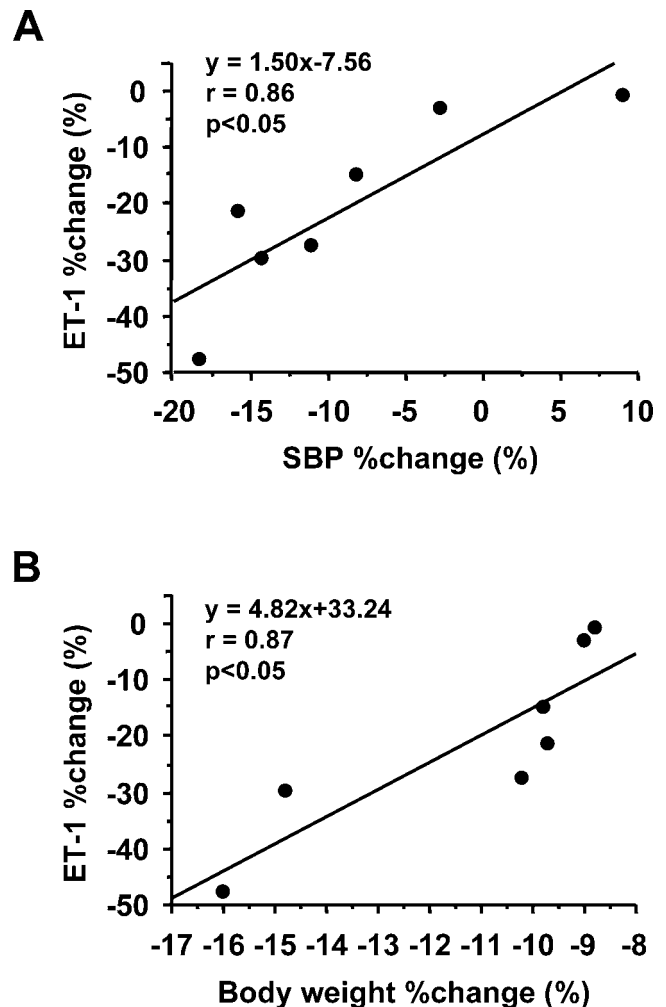 A
y = 1.50x-7.56
r = 0.86
p<0.05
0
-10
-20
-30
-40
-50
ET-1 %change (%)
-20 -15 -10 -5 0 5 10
SBP %change (%)
B
y = 4.82x+33.24
r = 0.87
p<0.05
0
-10
-20
-30
-40
-50
ET-1 %change (%)
-17 -16 -15 -14 -13 -12 -11 -10 -9 -8
Body weight %change (%)